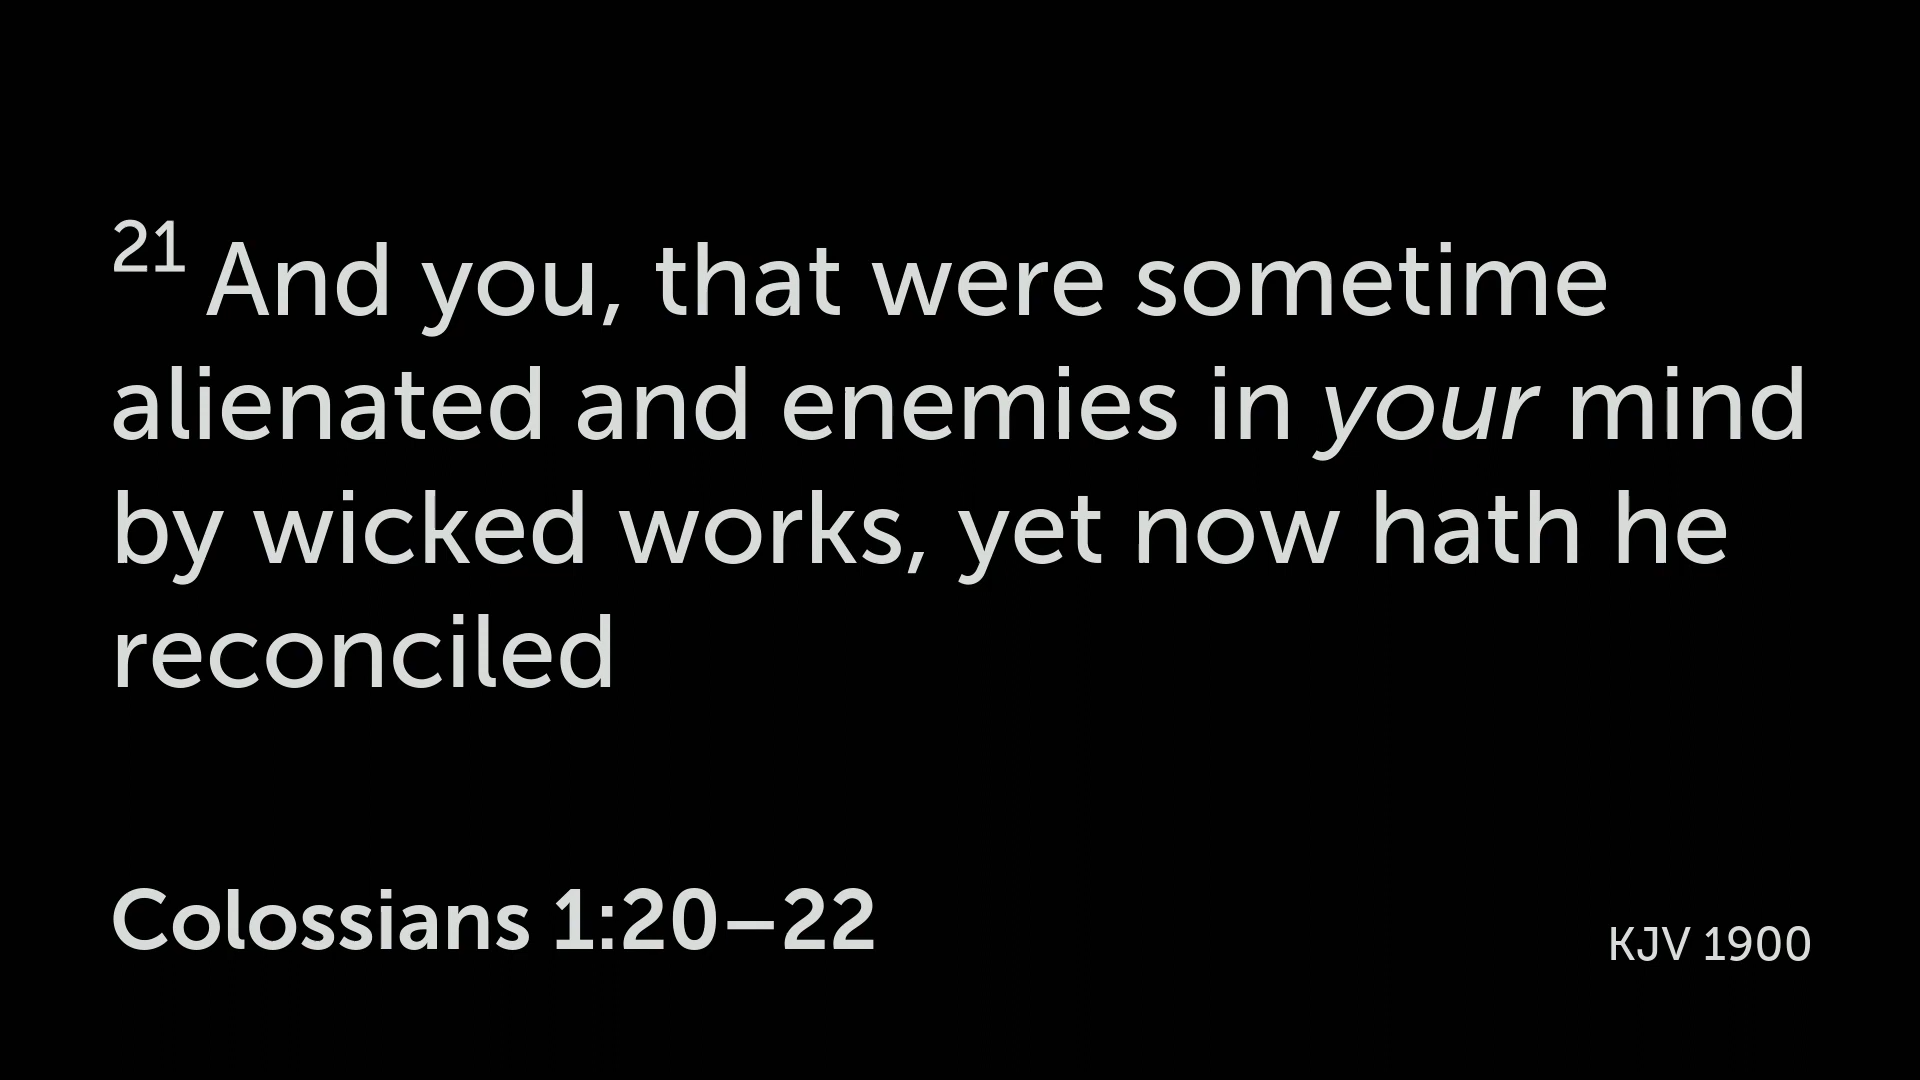 21 And you, that were sometime
alienated and enemies in your mind
by wicked works, yet now hath he
reconciled
Colossians 1:20–22
KJV 1900